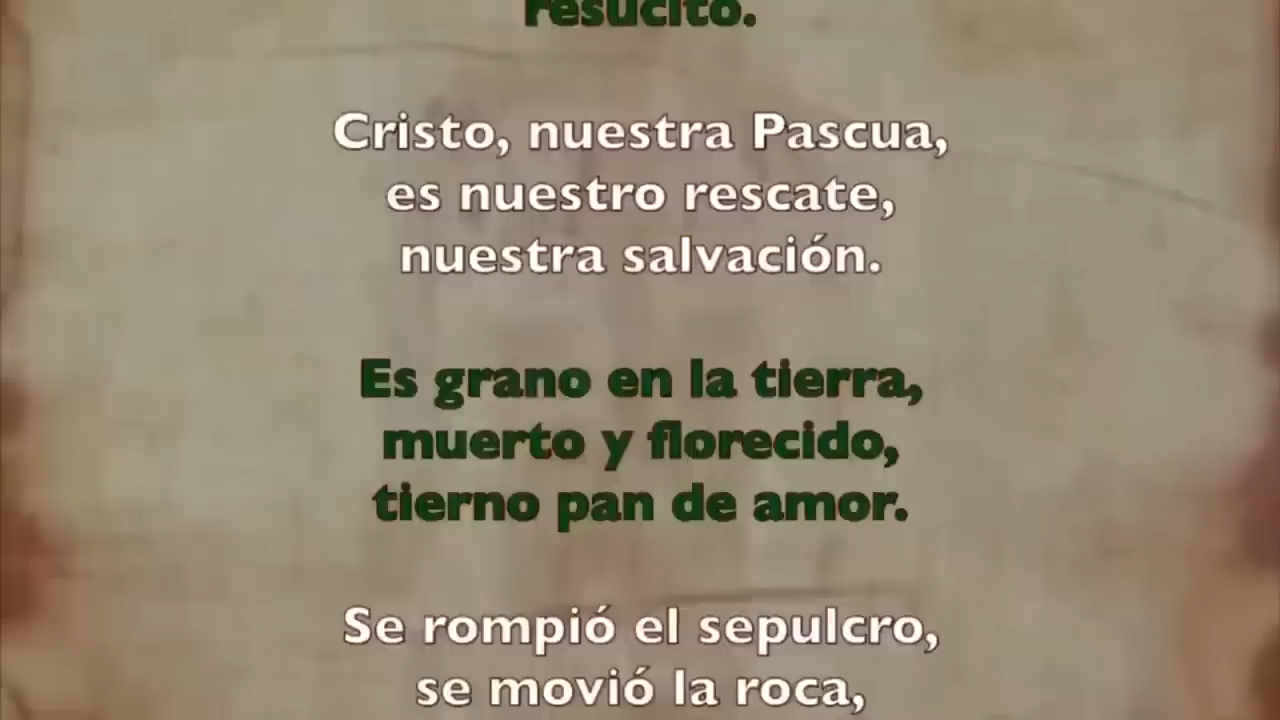 resucitó.
Cristo, nuestra Pascua,
es nuestro rescate,
nuestra salvación.
Es grano en la tierra,
muerto y florecido,
tierno pan de amor.
Se rompió el sepulcro,
se movió la roca,